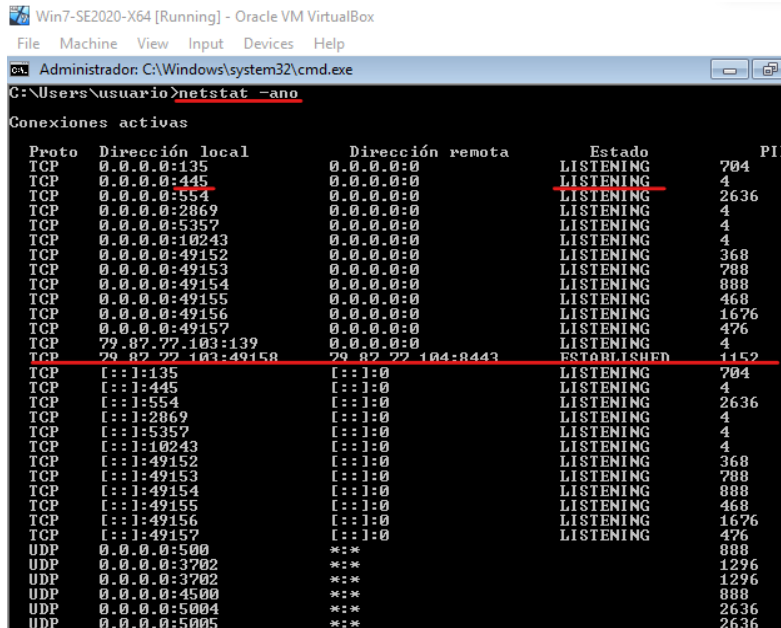 Win7-SE2020-X64 [Running] - Oracle VM VirtualBox
File Machine View Input Devices Help
Administrador: C:\Windows\system32\cmd.exe
C:\Users\usuario>netstat -ano
Conexiones activas
Proto Dirección local Dirección remota Estado PI
TCP 0.0.0.0:135 0.0.0.0:0 LISTENING 704
TCP 0.0.0.0:445 0.0.0.0:0 LISTENING 4
TCP 0.0.0.0:554 0.0.0.0:0 LISTENING 2636
TCP 0.0.0.0:2869 0.0.0.0:0 LISTENING 4
TCP 0.0.0.0:5357 0.0.0.0:0 LISTENING 4
TCP 0.0.0.0:10243 0.0.0.0:0 LISTENING 4
TCP 0.0.0.0:49152 0.0.0.0:0 LISTENING 368
TCP 0.0.0.0:49153 0.0.0.0:0 LISTENING 788
TCP 0.0.0.0:49154 0.0.0.0:0 LISTENING 888
TCP 0.0.0.0:49155 0.0.0.0:0 LISTENING 468
TCP 0.0.0.0:49156 0.0.0.0:0 LISTENING 1676
TCP 0.0.0.0:49157 0.0.0.0:0 LISTENING 476
TCP 79.87.77.103:139 0.0.0.0:0 LISTENING 4
TCP 79.87.77.103:49158 79.87.77.104:8443 ESTABLISHED 1152
TCP [::]:135 [::]:0 LISTENING 704
TCP [::]:445 [::]:0 LISTENING 4
TCP [::]:554 [::]:0 LISTENING 2636
TCP [::]:2869 [::]:0 LISTENING 4
TCP [::]:5357 [::]:0 LISTENING 4
TCP [::]:10243 [::]:0 LISTENING 4
TCP [::]:49152 [::]:0 LISTENING 368
TCP [::]:49153 [::]:0 LISTENING 788
TCP [::]:49154 [::]:0 LISTENING 888
TCP [::]:49155 [::]:0 LISTENING 468
TCP [::]:49156 [::]:0 LISTENING 1676
TCP [::]:49157 [::]:0 LISTENING 476
UDP 0.0.0.0:500 *:* 888
UDP 0.0.0.0:3702 *:* 1296
UDP 0.0.0.0:3702 *:* 1296
UDP 0.0.0.0:4500 *:* 888
UDP 0.0.0.0:5004 *:* 2636
UDP 0.0.0.0:5005 *:* 2636